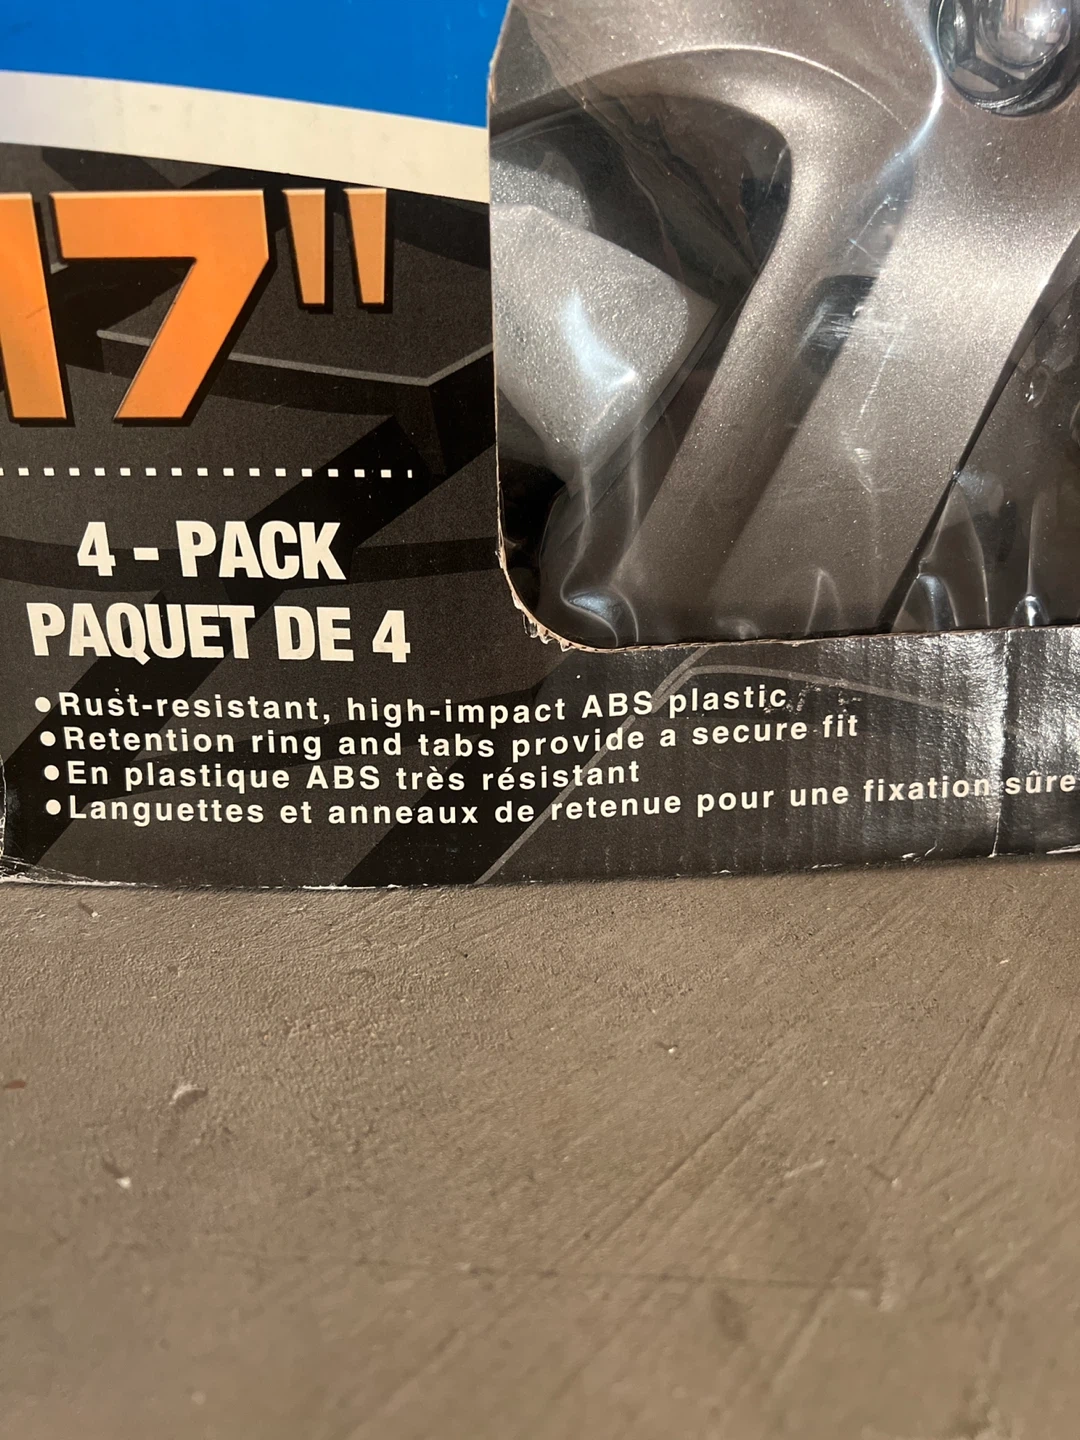 17"
4 - PACK
PAQUET DE 4
•Rust-resistant, high-impact ABS plastic
•Retention ring and tabs provide a secure fit
•En plastique ABS très résistant
•Languettes et anneaux de retenue pour une fixation sûre